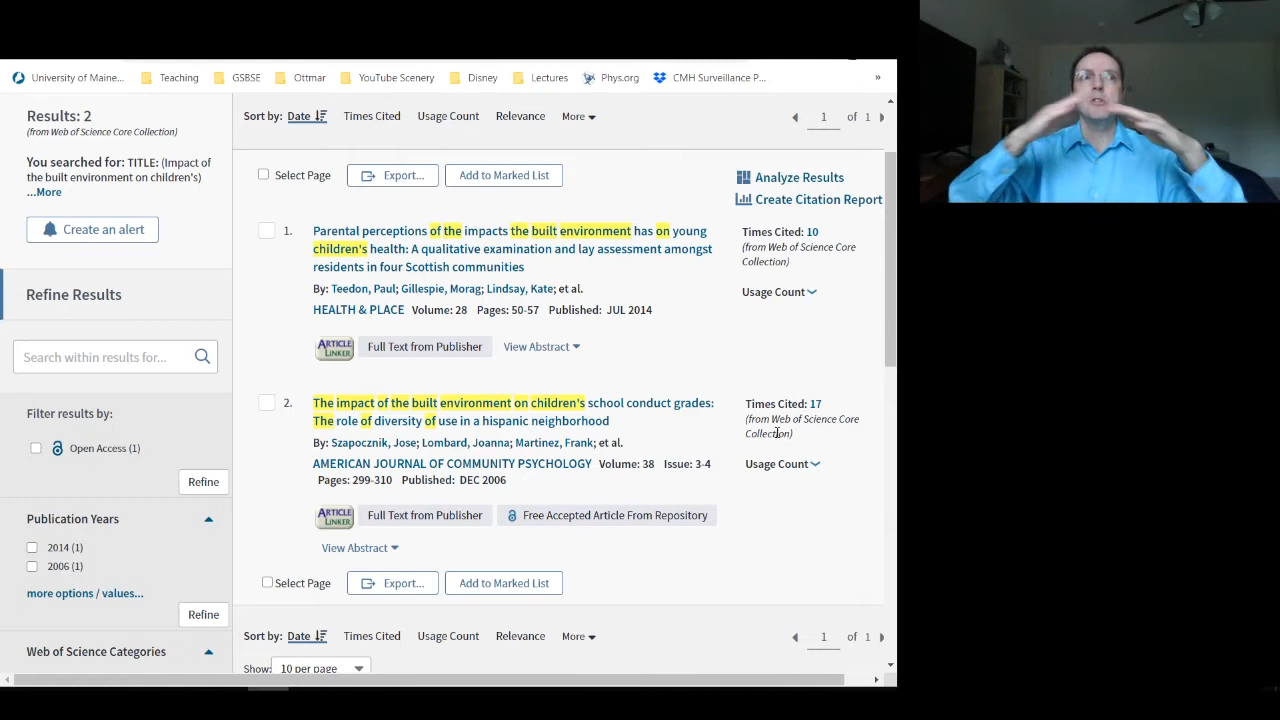 University of Maine... Teaching GSBSE Ottmar YouTube Scenery Disney Lectures Phys.org CMH Surveillance P... »
Results: 2
(from Web of Science Core Collection)
You searched for: TITLE: (Impact of
the built environment on children's)
...More
Create an alert
Refine Results
Search within results for...
Filter results by:
Open Access (1)
Refine
Publication Years
2014 (1)
2006 (1)
more options / values...
Refine
Web of Science Categories
Sort by: Date Times Cited Usage Count Relevance More 1 of 1
Select Page Export... Add to Marked List
Analyze Results
Create Citation Report
1. Parental perceptions of the impacts the built environment has on young
children's health: A qualitative examination and lay assessment amongst
residents in four Scottish communities
By: Teedon, Paul; Gillespie, Morag; Lindsay, Kate; et al.
HEALTH & PLACE Volume: 28 Pages: 50-57 Published: JUL 2014
ARTICLE
LINKER
Full Text from Publisher View Abstract
Times Cited: 10
(from Web of Science Core
Collection)
Usage Count
2. The impact of the built environment on children's school conduct grades:
The role of diversity of use in a hispanic neighborhood
By: Szapocznik, Jose; Lombard, Joanna; Martinez, Frank; et al.
AMERICAN JOURNAL OF COMMUNITY PSYCHOLOGY Volume: 38 Issue: 3-4
Pages: 299-310 Published: DEC 2006
ARTICLE
LINKER
Full Text from Publisher Free Accepted Article From Repository
View Abstract
Times Cited: 17
(from Web of Science Core
Collection)
Usage Count
Select Page Export... Add to Marked List
Sort by: Date Times Cited Usage Count Relevance More 1 of 1
Show: 10 per page